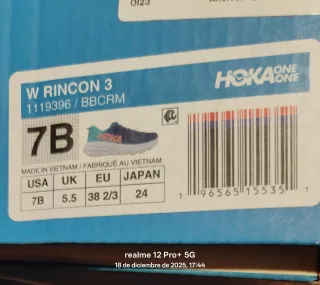 0123
W RINCON 3
1119396 / BBCRM
HOKA ONE ONE
7B
MADE IN VIETNAM / FABRIQUÉ AU VIETNAM
USA UK EU JAPAN
7B 5.5 38 2/3 24
1 96565 15535 1
realme 12 Pro+ 5G
18 de diciembre de 2025, 17:44